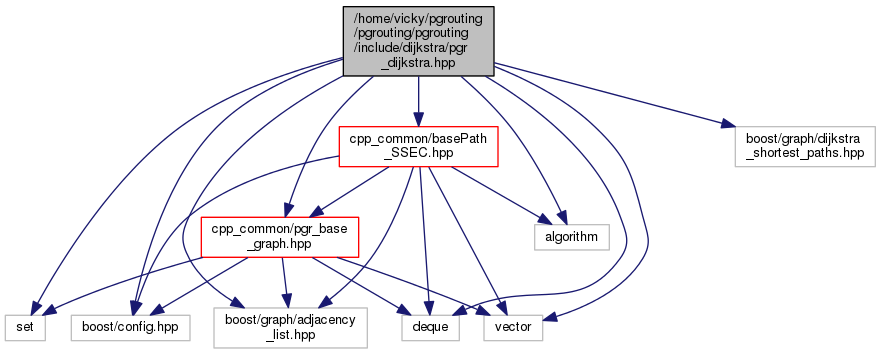 /home/vicky/pgrouting
/pgrouting/pgrouting
/include/dijkstra/pgr
_dijkstra.hpp
cpp_common/basePath
_SSEC.hpp
boost/graph/dijkstra
_shortest_paths.hpp
cpp_common/pgr_base
_graph.hpp
algorithm
set
boost/config.hpp
boost/graph/adjacency
_list.hpp
deque
vector